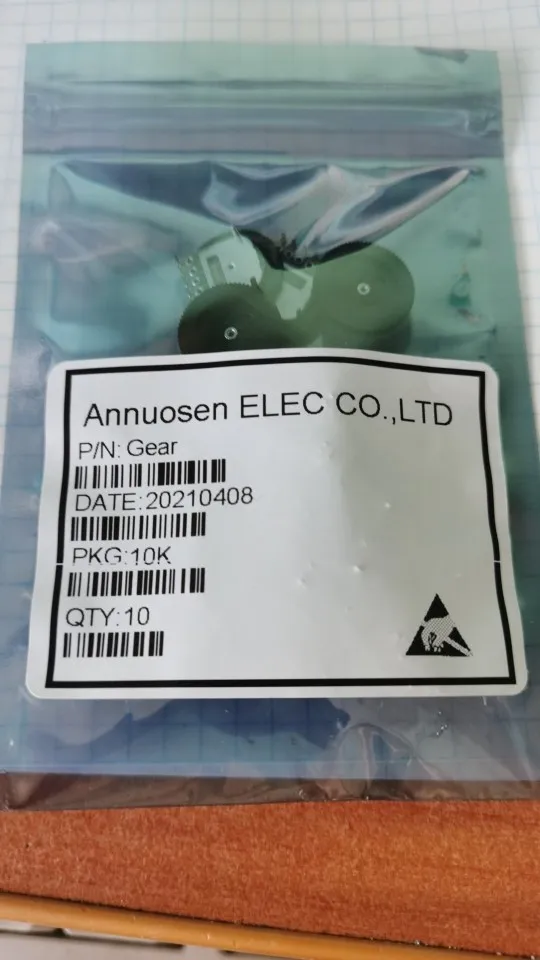 Annuosen ELEC CO.,LTD
P/N: Gear
DATE:20210408
PKG:10K
QTY:10